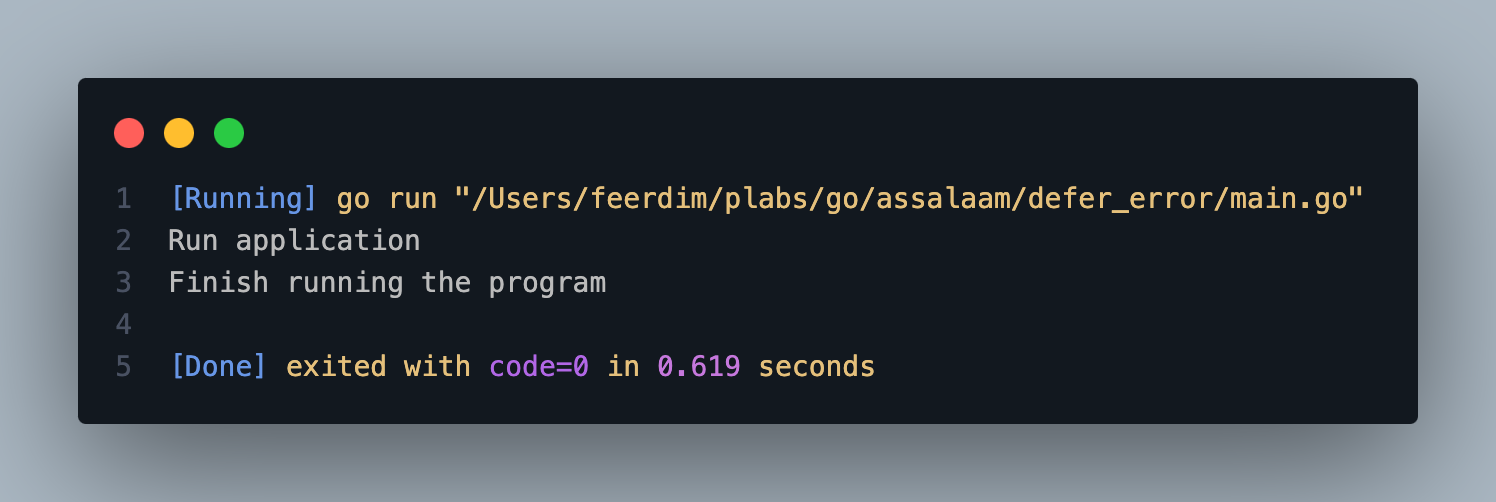 1 [Running] go run "/Users/feerdim/plabs/go/assalaam/defer_error/main.go"
2 Run application
3 Finish running the program
4
5 [Done] exited with code=0 in 0.619 seconds